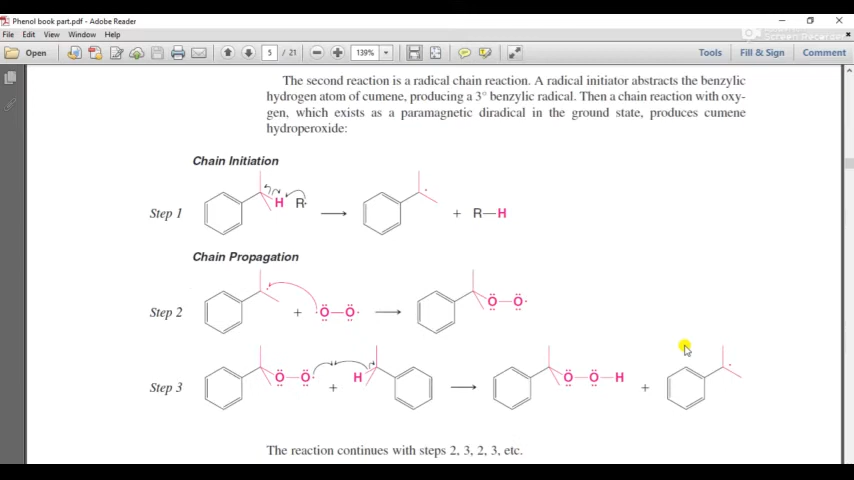 Phenol book part.pdf - Adobe Reader
File Edit View Window Help
Open 5 / 21 139% Tools Fill & Sign Comment
The second reaction is a radical chain reaction. A radical initiator abstracts the benzylic
hydrogen atom of cumene, producing a 3° benzylic radical. Then a chain reaction with oxy-
gen, which exists as a paramagnetic diradical in the ground state, produces cumene
hydroperoxide:
Chain Initiation
Step 1 H R· + R—H
Chain Propagation
Step 2 + ·O—O· O—O·
Step 3 O—O· + H O—O—H +
The reaction continues with steps 2, 3, 2, 3, etc.